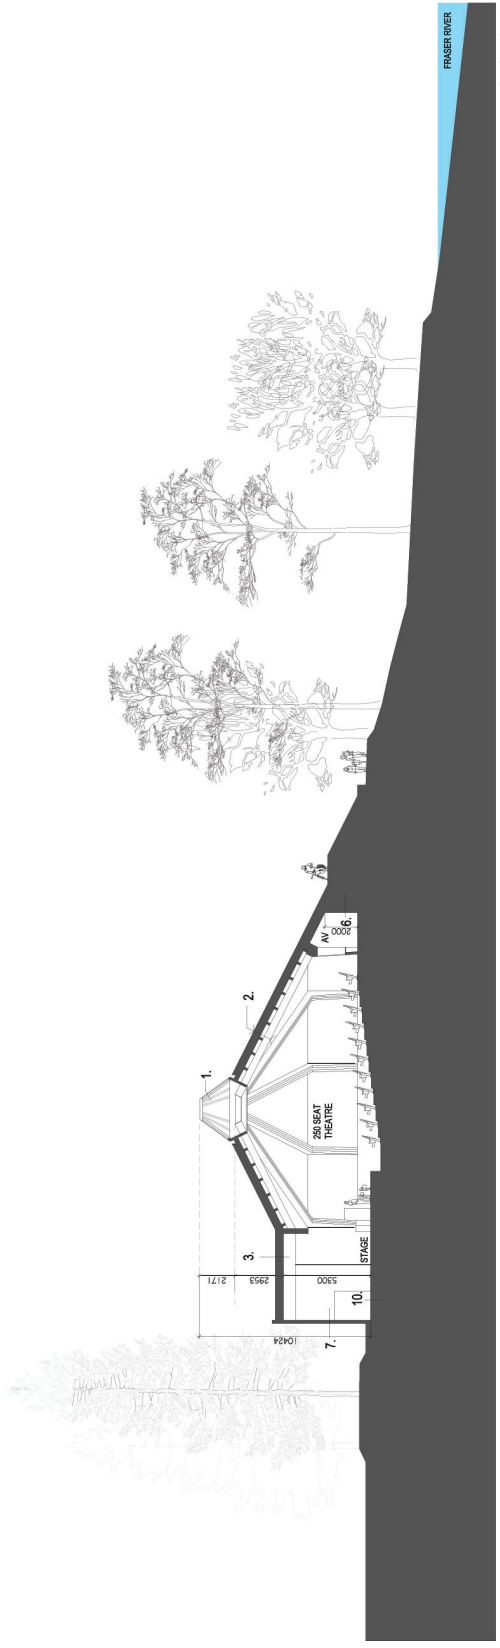 10424
2171
2953
5300
7.
10.
3.
STAGE
1.
250 SEAT
THEATRE
2.
AV
2000
6.
FRASER RIVER